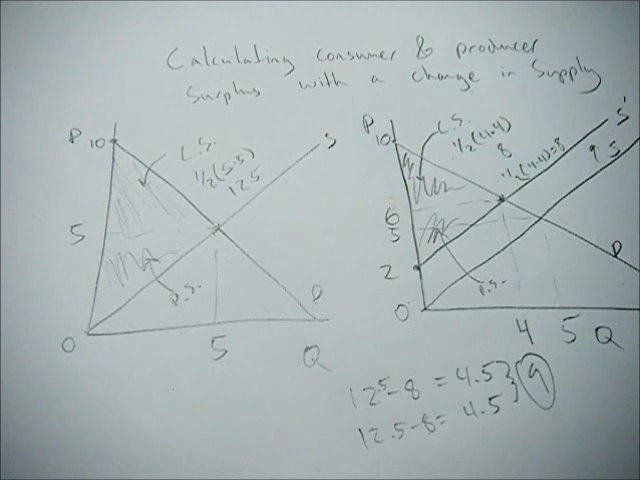 Calculating consumer & producer
surplus with a change in supply
P
10
C.S.
½(5·5)
12.5
S
5
P.S.
D
0
5
Q
P
10
C.S.
½(4·4)
8
½(4·4)=8
S'
S
6
5
2
P.S.
D
0
4 5 Q
12.5-8 = 4.5
12.5-8= 4.5
9